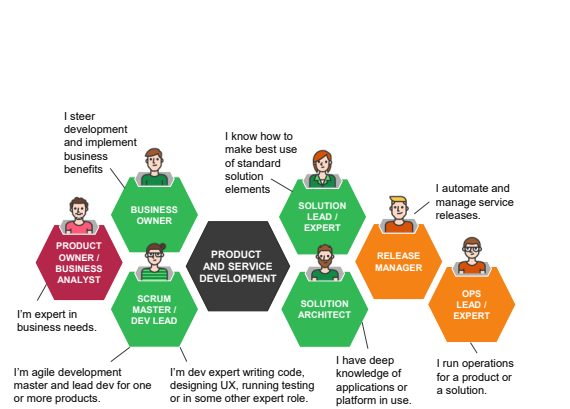 I steer
development
and implement
business
benefits
I know how to
make best use
of standard
solution
elements
I automate and
manage service
releases.
BUSINESS
OWNER
SOLUTION
LEAD /
EXPERT
PRODUCT
OWNER /
BUSINESS
ANALYST
PRODUCT
AND SERVICE
DEVELOPMENT
RELEASE
MANAGER
SCRUM
MASTER /
DEV LEAD
SOLUTION
ARCHITECT
OPS
LEAD /
EXPERT
I'm expert in
business needs.
I'm agile development
master and lead dev for one
or more products.
I'm dev expert writing code,
designing UX, running testing
or in some other expert role.
I have deep
knowledge of
applications or
platform in use.
I run operations
for a product or
a solution.